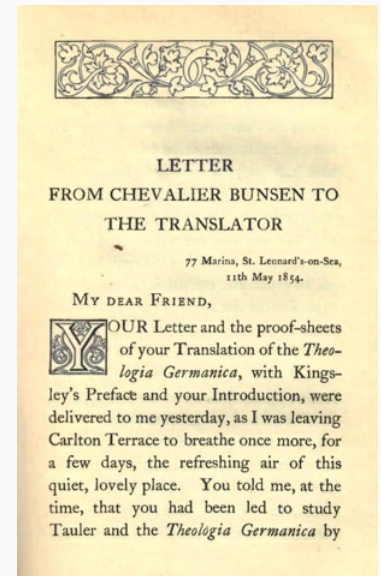 LETTER
FROM CHEVALIER BUNSEN TO
THE TRANSLATOR
77 Marina, St. Leonard's-on-Sea,
11th May 1854.
MY DEAR FRIEND,
YOUR Letter and the proof-sheets
of your Translation of the Theo-
logia Germanica, with Kings-
ley's Preface and your Introduction, were
delivered to me yesterday, as I was leaving
Carlton Terrace to breathe once more, for
a few days, the refreshing air of this
quiet, lovely place. You told me, at the
time, that you had been led to study
Tauler and the Theologia Germanica by